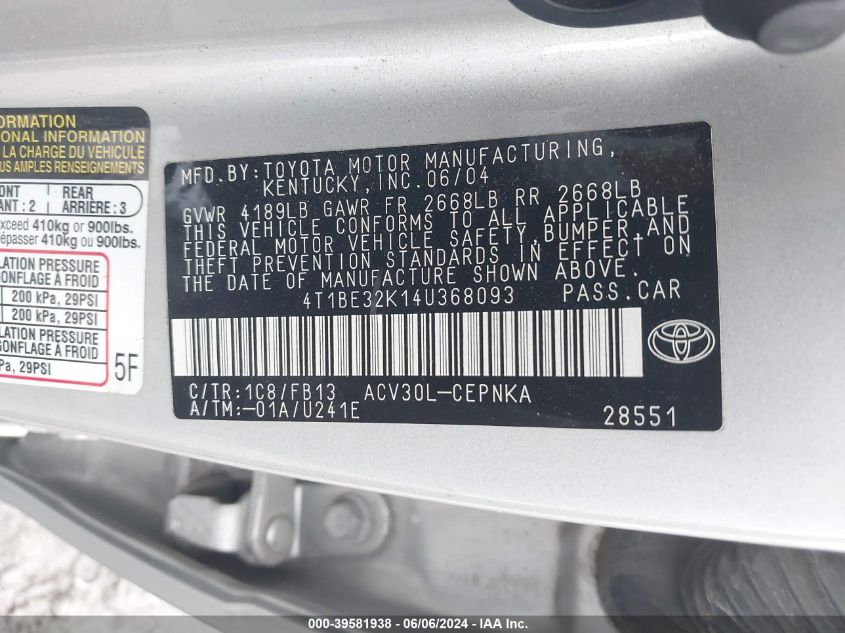 ORMATION
ONAL INFORMATION
LA CHARGE DU VÉHICULE
US AMPLES RENSEIGNEMENTS
ONT
ANT : 2
REAR
ARRIÈRE : 3
exceed 410kg or 900lbs.
épasser 410kg ou 900lbs.
LATION PRESSURE
GONFLAGE À FROID
200 kPa, 29PSI
200 kPa, 29PSI
LATION PRESSURE
GONFLAGE À FROID
Pa, 29PSI
5F
MFD.BY:TOYOTA MOTOR MANUFACTURING,
KENTUCKY,INC.06/04
GVWR 4189LB GAWR FR 2668LB RR 2668LB
THIS VEHICLE CONFORMS TO ALL APPLICABLE
FEDERAL MOTOR VEHICLE SAFETY,BUMPER,AND
THEFT PREVENTION STANDARDS IN EFFECT ON
THE DATE OF MANUFACTURE SHOWN ABOVE.
4T1BE32K14U368093 PASS.CAR
C/TR:1C8/FB13 ACV30L-CEPNKA
A/TM:-01A/U241E 28551
000-39581938 - 06/06/2024 - IAA Inc.